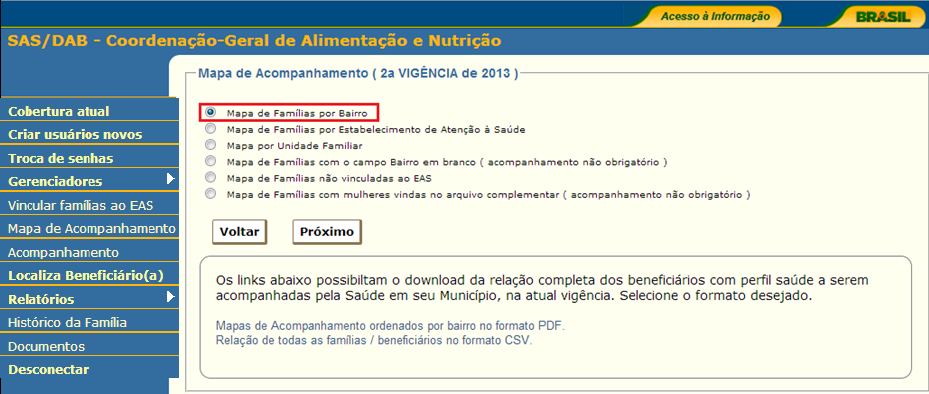 Acesso à Informação
BRASIL
SAS/DAB - Coordenação-Geral de Alimentação e Nutrição
Cobertura atual
Criar usuários novos
Troca de senhas
Gerenciadores
Vincular famílias ao EAS
Mapa de Acompanhamento
Acompanhamento
Localiza Beneficiário(a)
Relatórios
Histórico da Família
Documentos
Desconectar
Mapa de Acompanhamento ( 2a VIGÊNCIA de 2013 )
Mapa de Famílias por Bairro
Mapa de Famílias por Estabelecimento de Atenção à Saúde
Mapa por Unidade Familiar
Mapa de Famílias com o campo Bairro em branco ( acompanhamento não obrigatório )
Mapa de Famílias não vinculadas ao EAS
Mapa de Famílias com mulheres vindas no arquivo complementar ( acompanhamento não obrigatório )
Voltar
Próximo
Os links abaixo possibiltam o download da relação completa dos beneficiários com perfil saúde a serem
acompanhadas pela Saúde em seu Município, na atual vigência. Selecione o formato desejado.
Mapas de Acompanhamento ordenados por bairro no formato PDF.
Relação de todas as famílias / beneficiários no formato CSV.